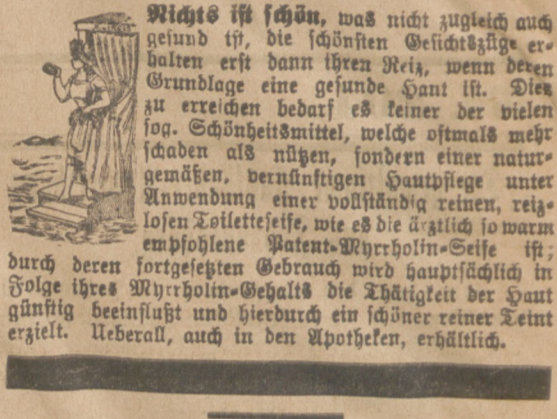 Nichts ist schön, was nicht zugleich auch
gesund ist, die schönsten Gesichtszüge er-
halten erst dann ihren Reiz, wenn deren
Grundlage eine gesunde Haut ist. Dies
zu erreichen bedarf es keiner der vielen
sog. Schönheitsmittel, welche oftmals mehr
schaden als nützen, sondern einer natur-
gemäßen, vernünftigen Hautpflege unter
Anwendung einer vollständig reinen, reiz-
losen Toiletteseife, wie es die ärztlich so warm
empfohlene Patent-Myrrholin-Seife ist,
durch deren fortgesetzten Gebrauch wird hauptsächlich in
Folge ihres Myrrholin-Gehalts die Thätigkeit der Haut
günstig beeinflußt und hierdurch ein schöner reiner Teint
erzielt. Ueberall, auch in den Apotheken, erhältlich.